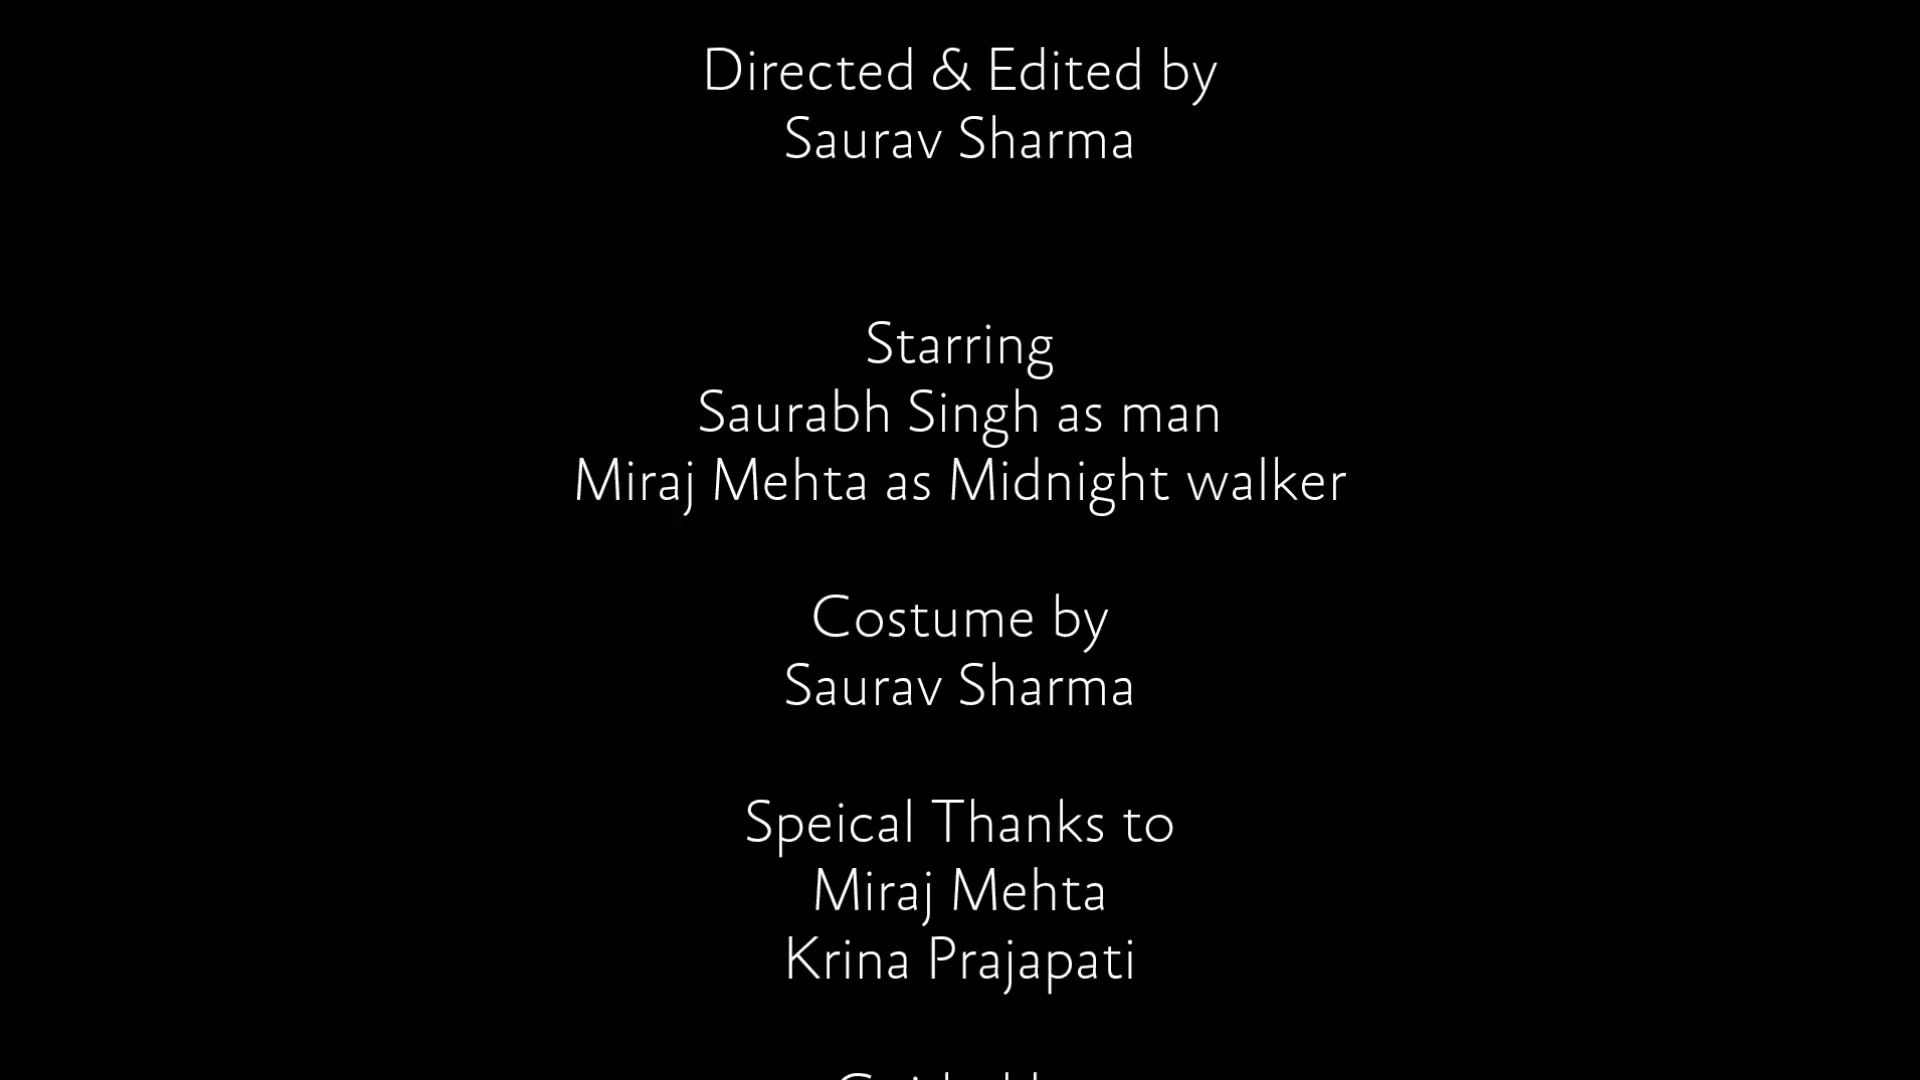 Directed & Edited by
Saurav Sharma
Starring
Saurabh Singh as man
Miraj Mehta as Midnight walker
Costume by
Saurav Sharma
Speical Thanks to
Miraj Mehta
Krina Prajapati